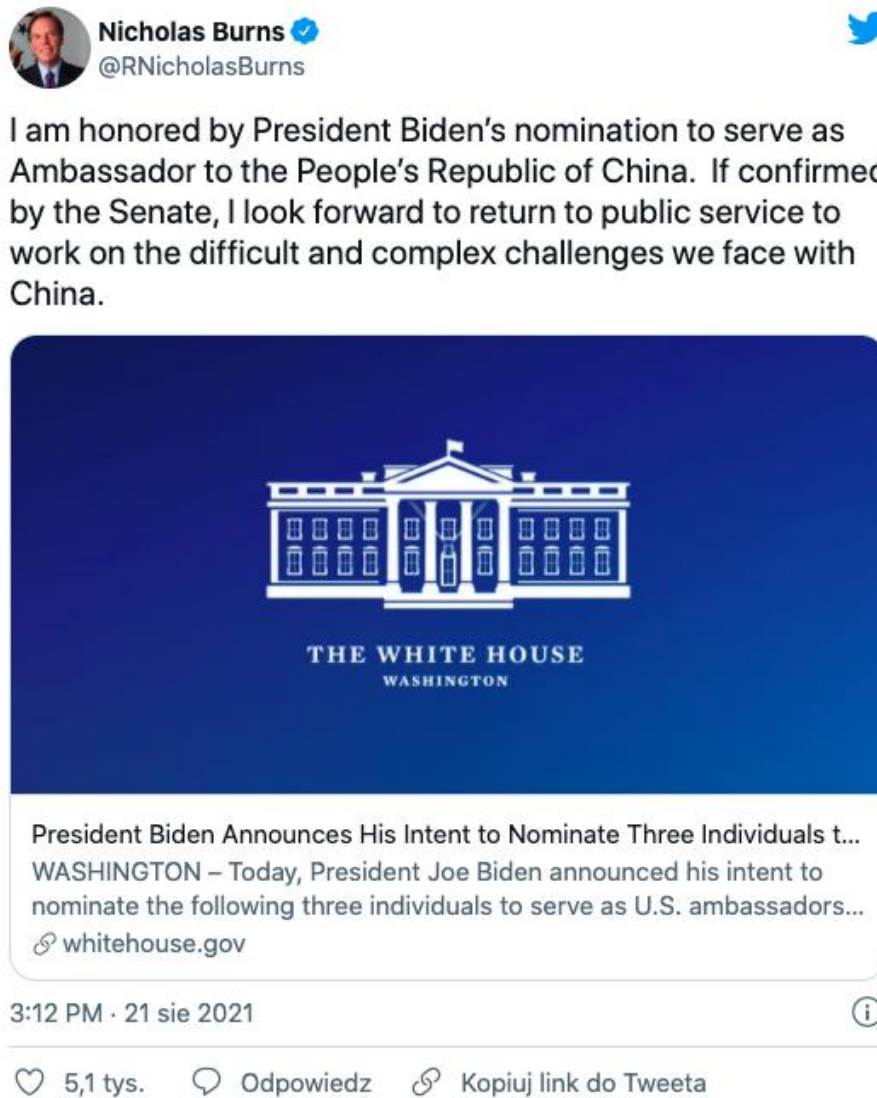 Nicholas Burns
@RNicholasBurns
I am honored by President Biden’s nomination to serve as
Ambassador to the People’s Republic of China.  If confirmed
by the Senate, I look forward to return to public service to
work on the difficult and complex challenges we face with
China.
THE WHITE HOUSE
WASHINGTON
President Biden Announces His Intent to Nominate Three Individuals t...
WASHINGTON – Today, President Joe Biden announced his intent to
nominate the following three individuals to serve as U.S. ambassadors...
whitehouse.gov
3:12 PM · 21 sie 2021
5,1 tys. Odpowiedz Kopiuj link do Tweeta